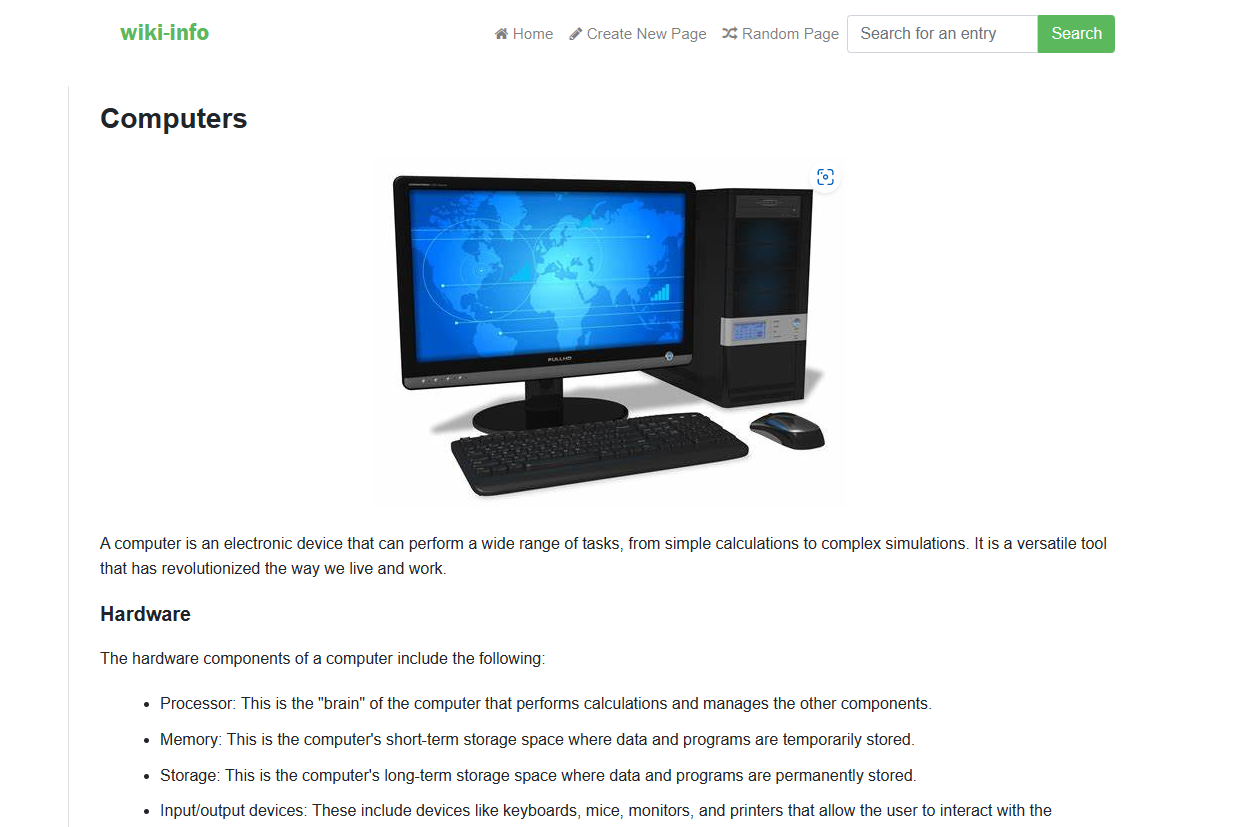 wiki-info
Home
Create New Page
Random Page
Search for an entry
Search
Computers
FULLHD
A computer is an electronic device that can perform a wide range of tasks, from simple calculations to complex simulations. It is a versatile tool
that has revolutionized the way we live and work.
Hardware
The hardware components of a computer include the following:
• Processor: This is the "brain" of the computer that performs calculations and manages the other components.
• Memory: This is the computer's short-term storage space where data and programs are temporarily stored.
• Storage: This is the computer's long-term storage space where data and programs are permanently stored.
• Input/output devices: These include devices like keyboards, mice, monitors, and printers that allow the user to interact with the